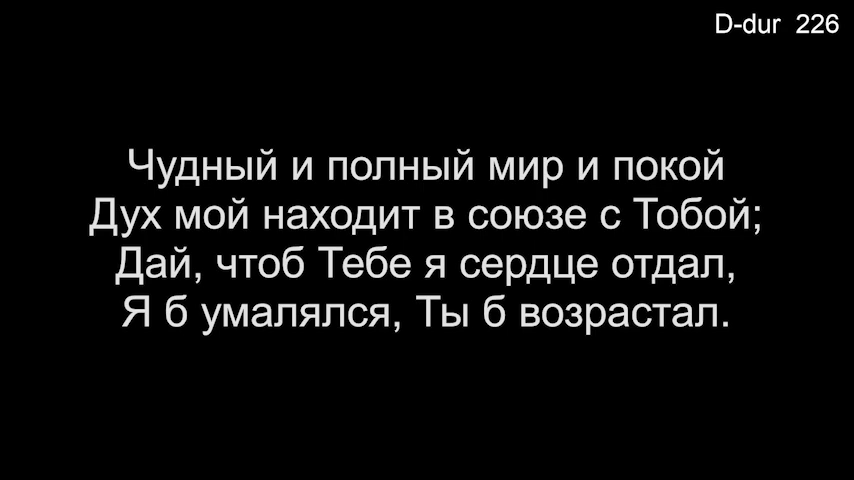 D-dur 226
Чудный и полный мир и покой
Дух мой находит в союзе с Тобой;
Дай, чтоб Тебе я сердце отдал,
Я б умалялся, Ты б возрастал.